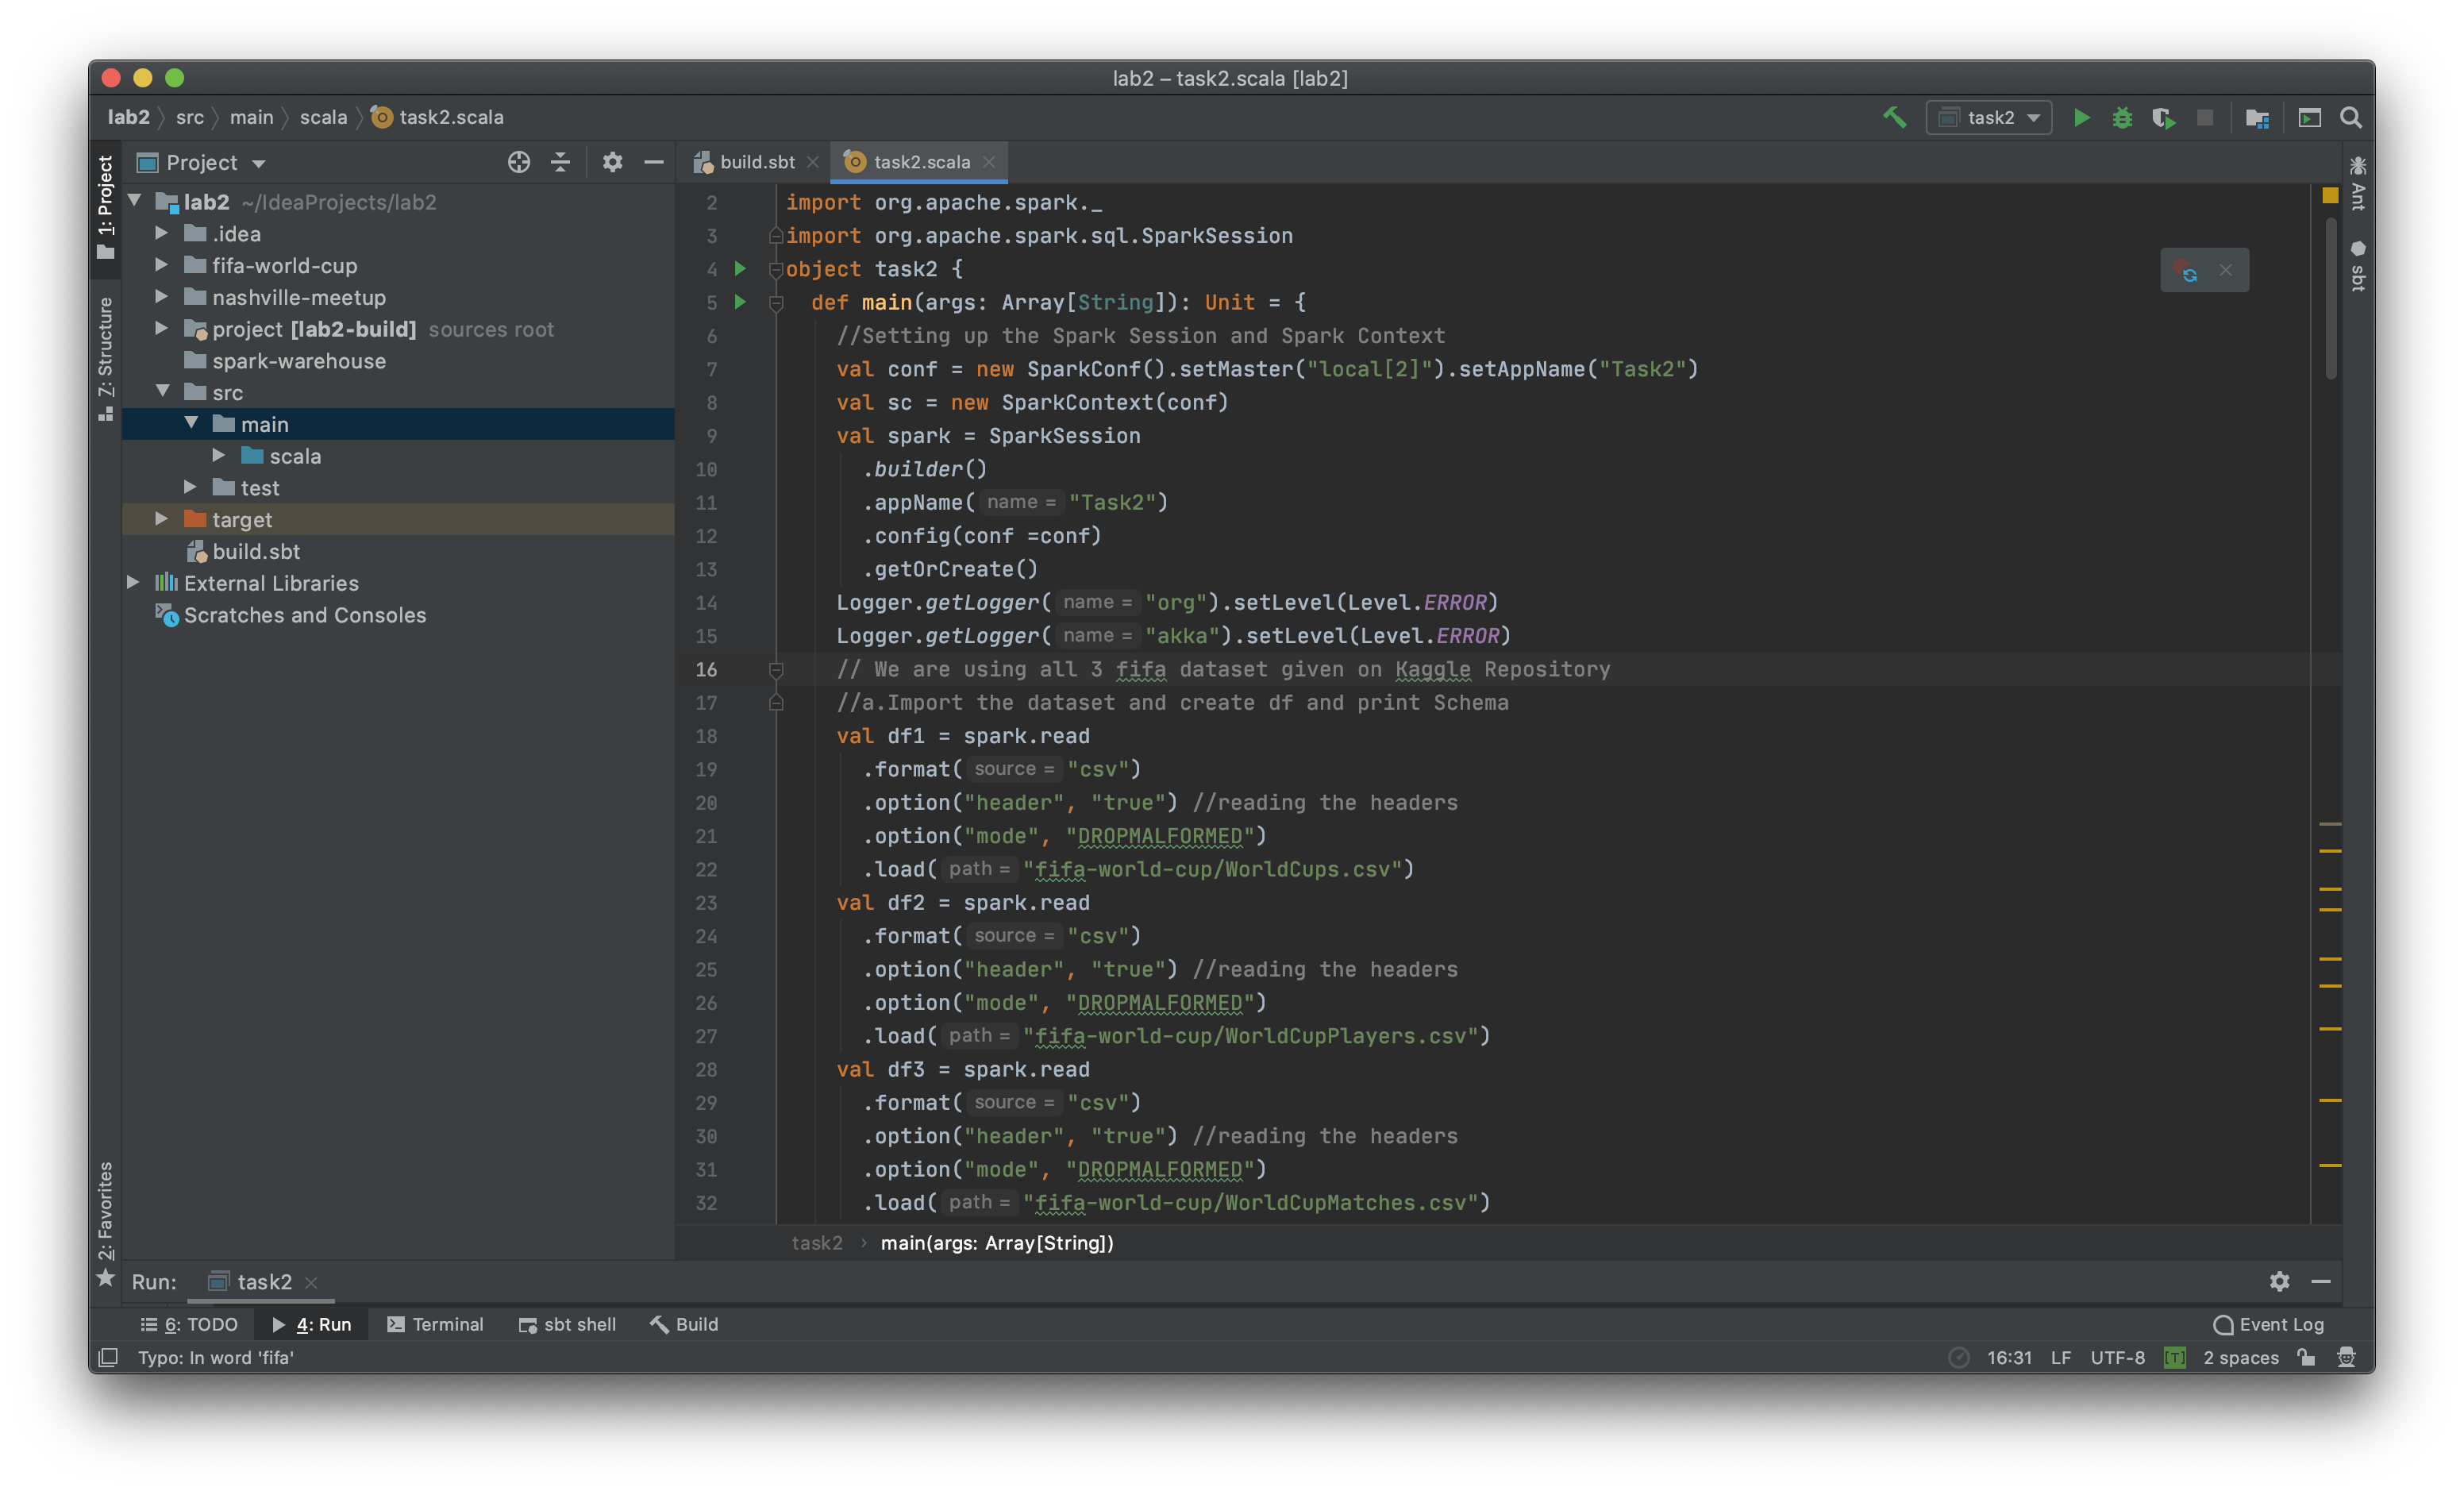 lab2 – task2.scala [lab2]
lab2 src main scala task2.scala
task2
1: Project
7: Structure
2: Favorites
Project
lab2 ~/IdeaProjects/lab2
.idea
fifa-world-cup
nashville-meetup
project [lab2-build] sources root
spark-warehouse
src
main
scala
test
target
build.sbt
External Libraries
Scratches and Consoles
build.sbt task2.scala
2 import org.apache.spark._
3 import org.apache.spark.sql.SparkSession
4 object task2 {
5 def main(args: Array[String]): Unit = {
6 //Setting up the Spark Session and Spark Context
7 val conf = new SparkConf().setMaster("local[2]").setAppName("Task2")
8 val sc = new SparkContext(conf)
9 val spark = SparkSession
10 .builder()
11 .appName( name = "Task2")
12 .config(conf =conf)
13 .getOrCreate()
14 Logger.getLogger( name = "org").setLevel(Level.ERROR)
15 Logger.getLogger( name = "akka").setLevel(Level.ERROR)
16 // We are using all 3 fifa dataset given on Kaggle Repository
17 //a.Import the dataset and create df and print Schema
18 val df1 = spark.read
19 .format( source = "csv")
20 .option("header", "true") //reading the headers
21 .option("mode", "DROPMALFORMED")
22 .load( path = "fifa-world-cup/WorldCups.csv")
23 val df2 = spark.read
24 .format( source = "csv")
25 .option("header", "true") //reading the headers
26 .option("mode", "DROPMALFORMED")
27 .load( path = "fifa-world-cup/WorldCupPlayers.csv")
28 val df3 = spark.read
29 .format( source = "csv")
30 .option("header", "true") //reading the headers
31 .option("mode", "DROPMALFORMED")
32 .load( path = "fifa-world-cup/WorldCupMatches.csv")
task2 › main(args: Array[String])
Ant
sbt
Run: task2
6: TODO 4: Run Terminal sbt shell Build Event Log
Typo: In word 'fifa' 16:31 LF UTF-8 [T] 2 spaces